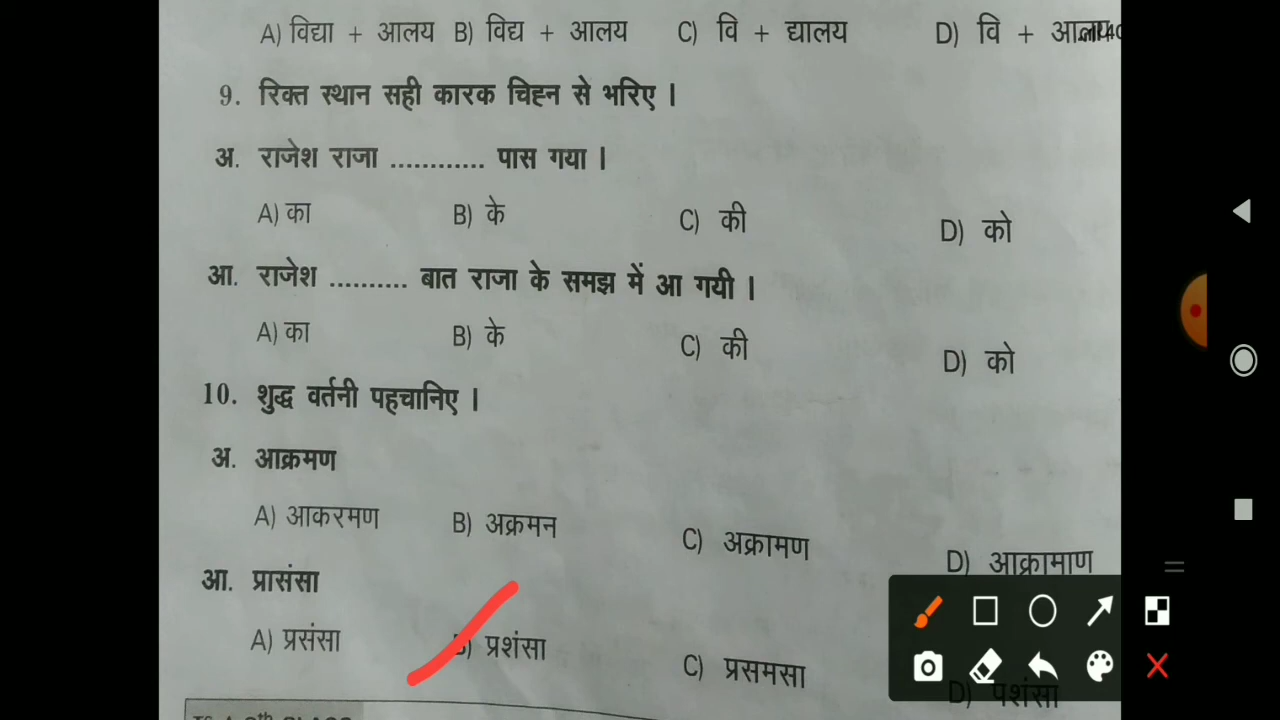 A) विद्या + आलय B) विद्य + आलय C) वि + द्यालय D) वि + आलय
9. रिक्त स्थान सही कारक चिह्न से भरिए।
अ. राजेश राजा ............ पास गया।
A) का B) के C) की D) को
आ. राजेश .......... बात राजा के समझ में आ गयी।
A) का B) के C) की D) को
10. शुद्ध वर्तनी पहचानिए।
अ. आक्रमण
A) आकरमण B) अक्रमन C) अक्रामण D) आक्रामाण
आ. प्रासंसा
A) प्रसंसा B) प्रशंसा C) प्रसमसा D) पशंसा